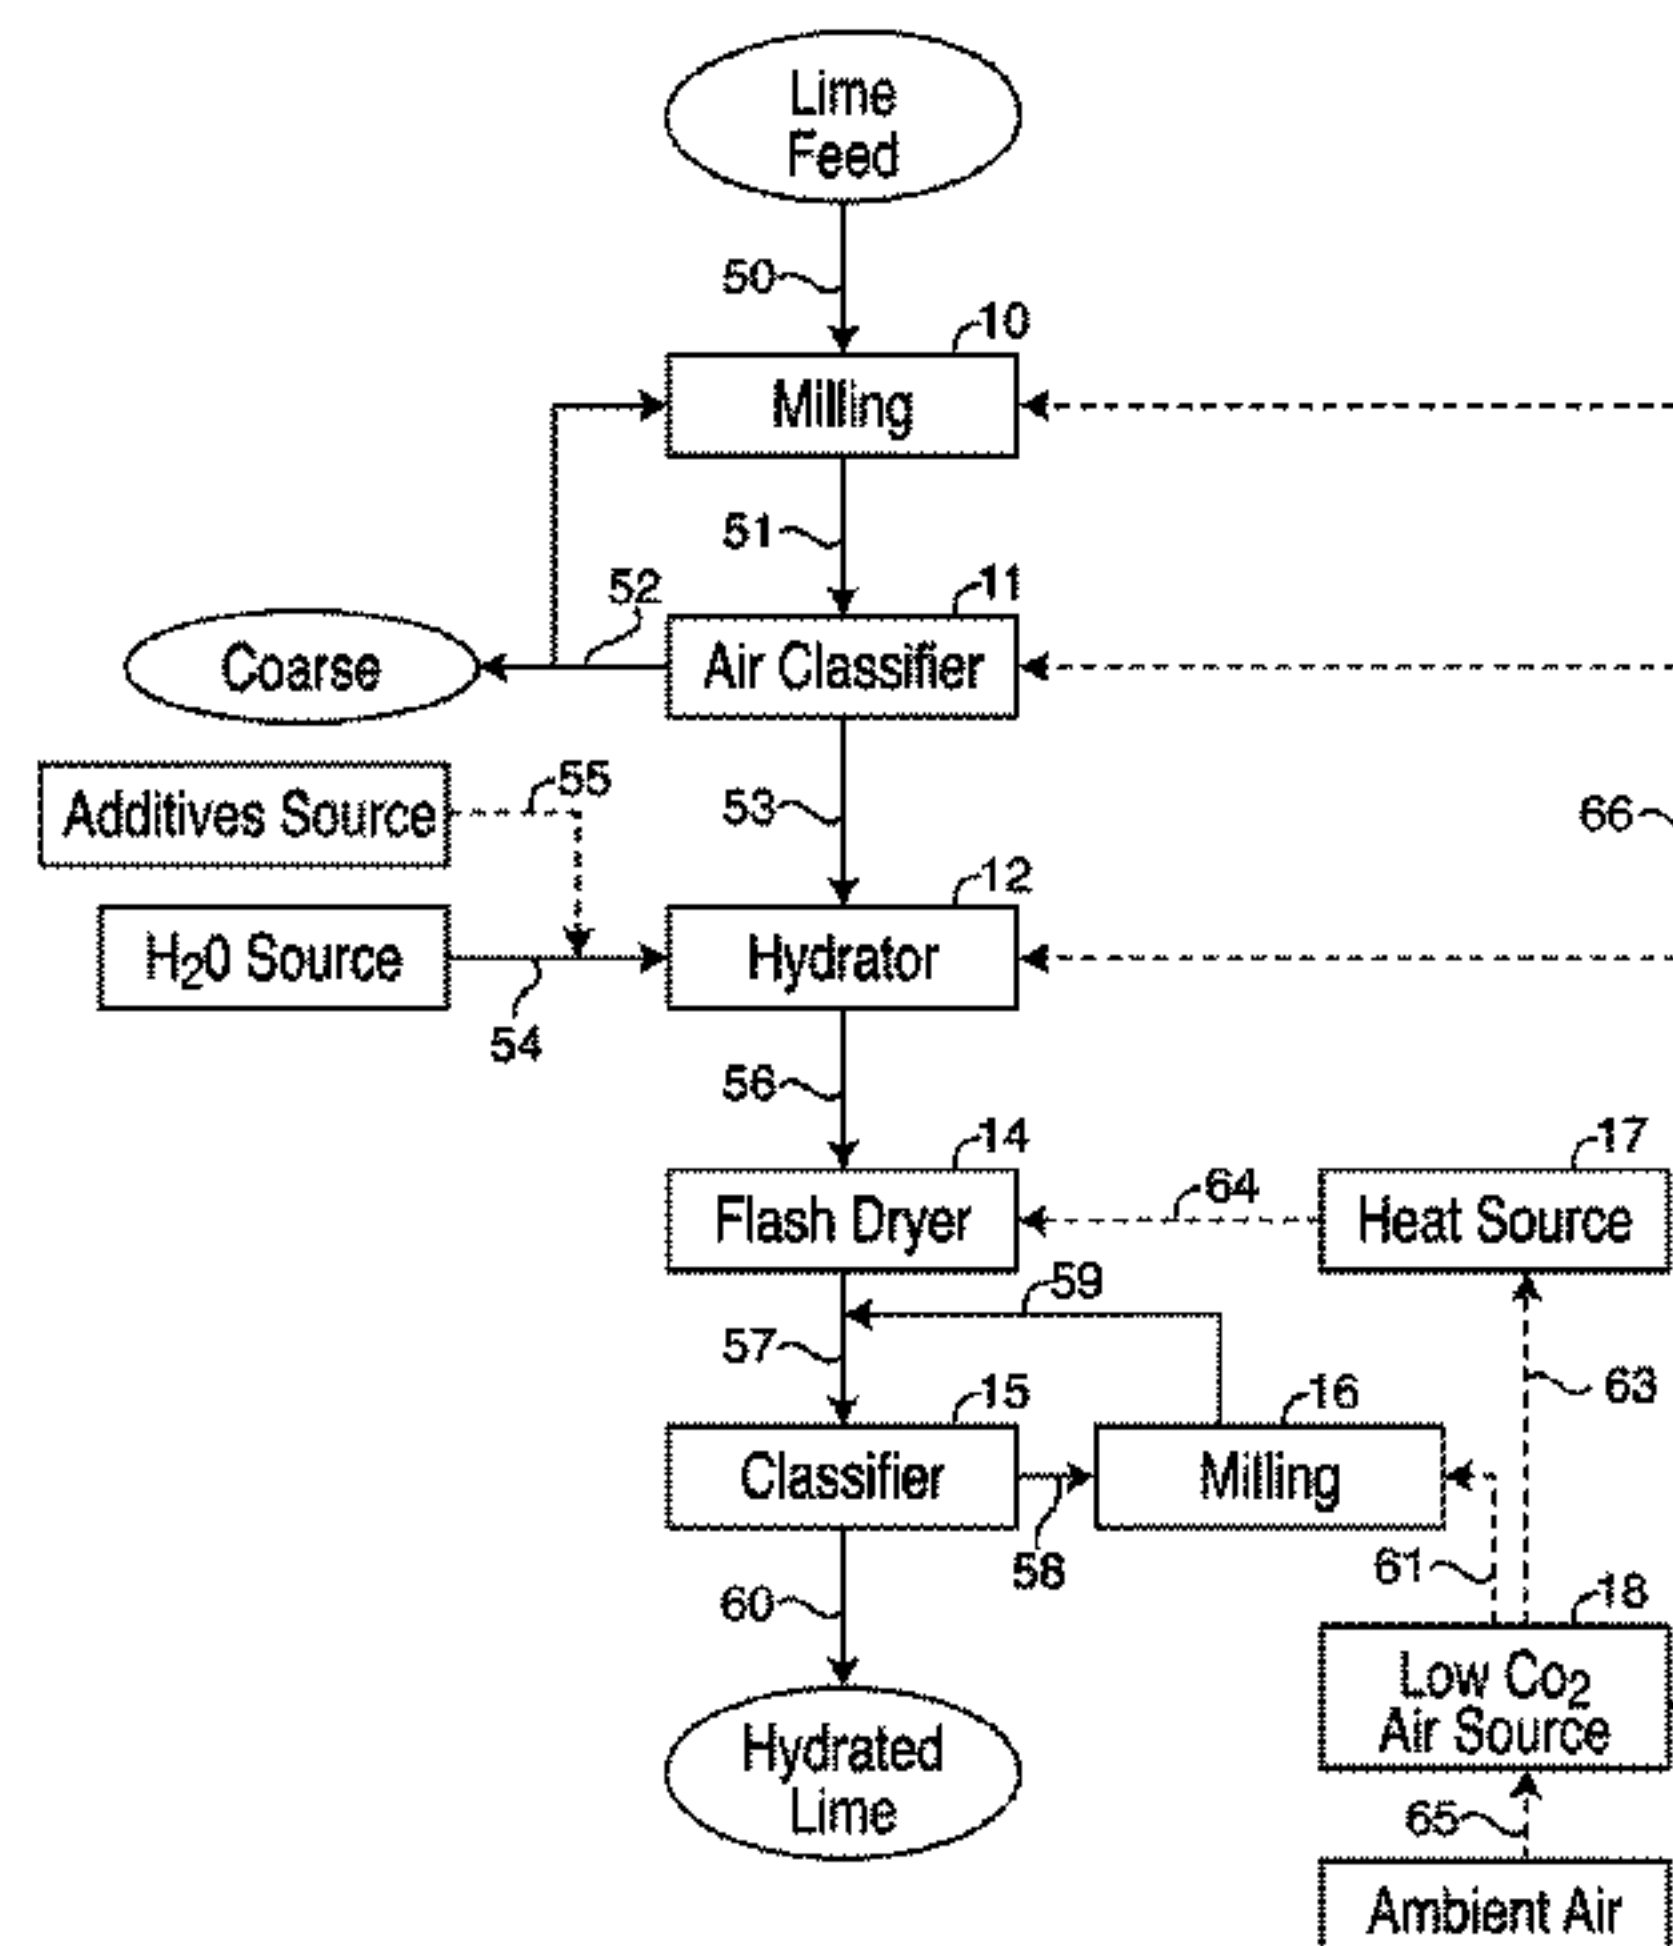 Lime
Feed
50
10
Milling
51
11
52
Coarse
Air Classifier
55
Additives Source
53
66
12
H20 Source
Hydrator
54
56
14
17
64
Flash Dryer
Heat Source
59
57
63
15
16
Classifier
Milling
58
61
60
18
Low Co2
Air Source
Hydrated
Lime
65
Ambient Air